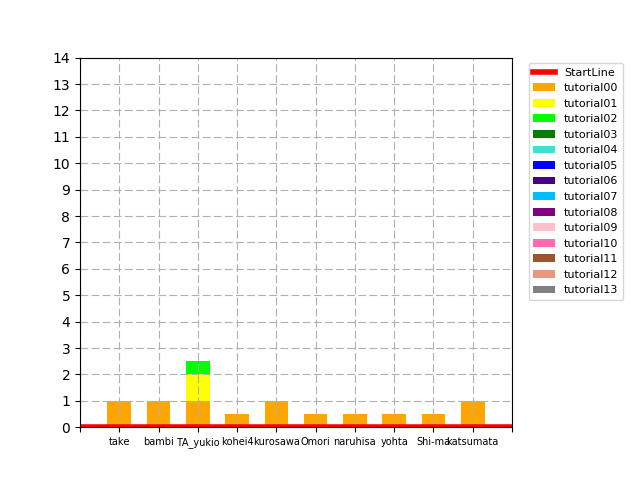 14
13
12
11
10
9
8
7
6
5
4
3
2
1
0
take bambi TA_yukio kohei4 kurosawa Omori naruhisa yohta Shi-ma katsumata
StartLine
tutorial00
tutorial01
tutorial02
tutorial03
tutorial04
tutorial05
tutorial06
tutorial07
tutorial08
tutorial09
tutorial10
tutorial11
tutorial12
tutorial13